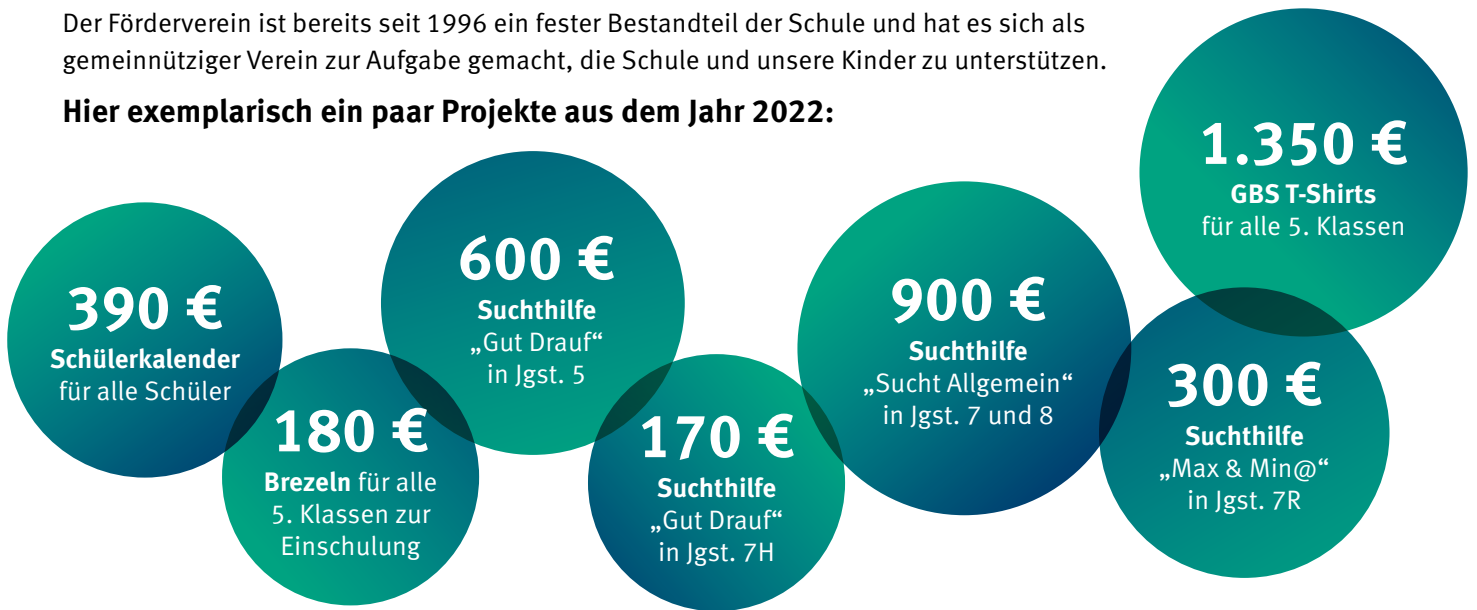 Der Förderverein ist bereits seit 1996 ein fester Bestandteil der Schule und hat es sich als
gemeinnütziger Verein zur Aufgabe gemacht, die Schule und unsere Kinder zu unterstützen.
Hier exemplarisch ein paar Projekte aus dem Jahr 2022:
390 €
Schülerkalender
für alle Schüler
180 €
Brezeln für alle
5. Klassen zur
Einschulung
600 €
Suchthilfe
„Gut Drauf“
in Jgst. 5
170 €
Suchthilfe
„Gut Drauf“
in Jgst. 7H
900 €
Suchthilfe
„Sucht Allgemein“
in Jgst. 7 und 8
1.350 €
GBS T-Shirts
für alle 5. Klassen
300 €
Suchthilfe
„Max & Min@“
in Jgst. 7R